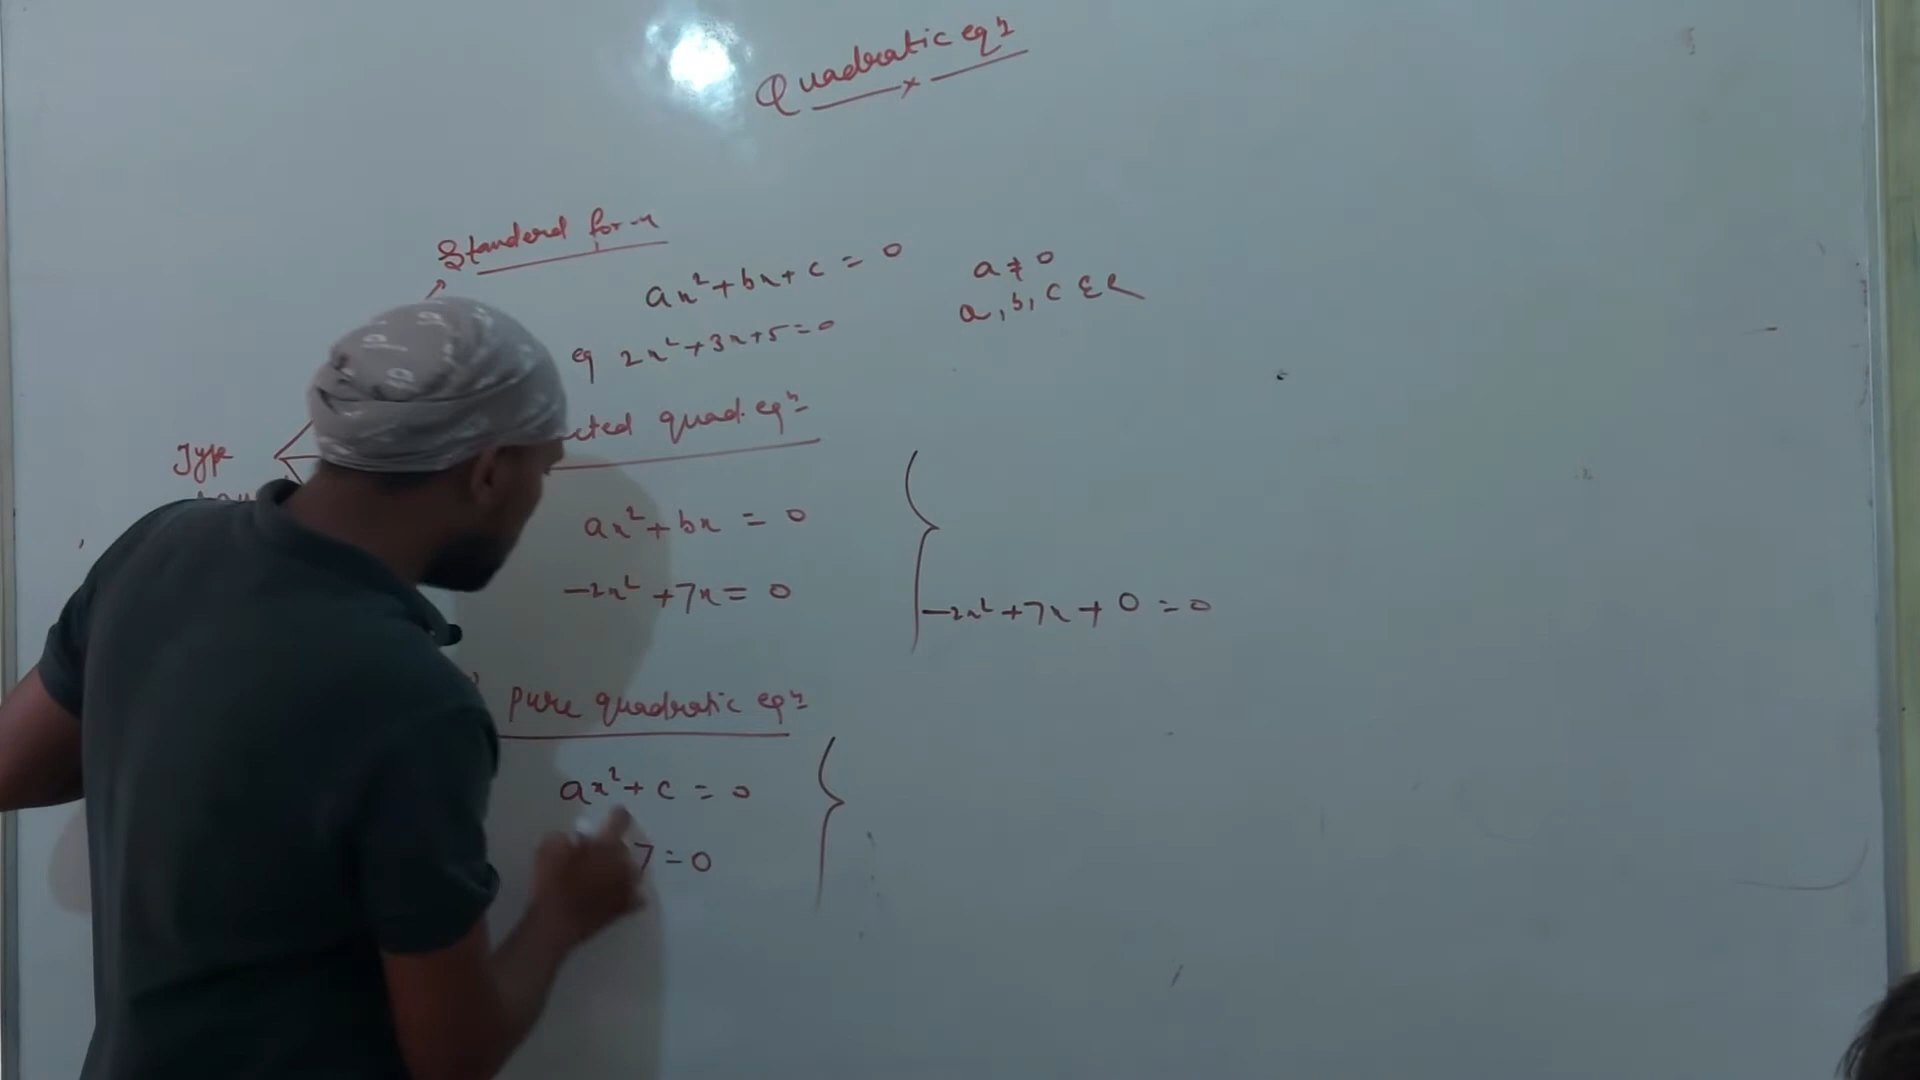 Quadratic eqⁿ
Standerd form
ax² + bx + c = 0
a ≠ 0
a, b, c ∈ R
eg 2x² + 3x + 5 = 0
cted quad. eqⁿ
Type
ax² + bx = 0
-2x² + 7x = 0
-2x² + 7x + 0 = 0
pure quadratic eqⁿ
ax² + c = 0
7 = 0